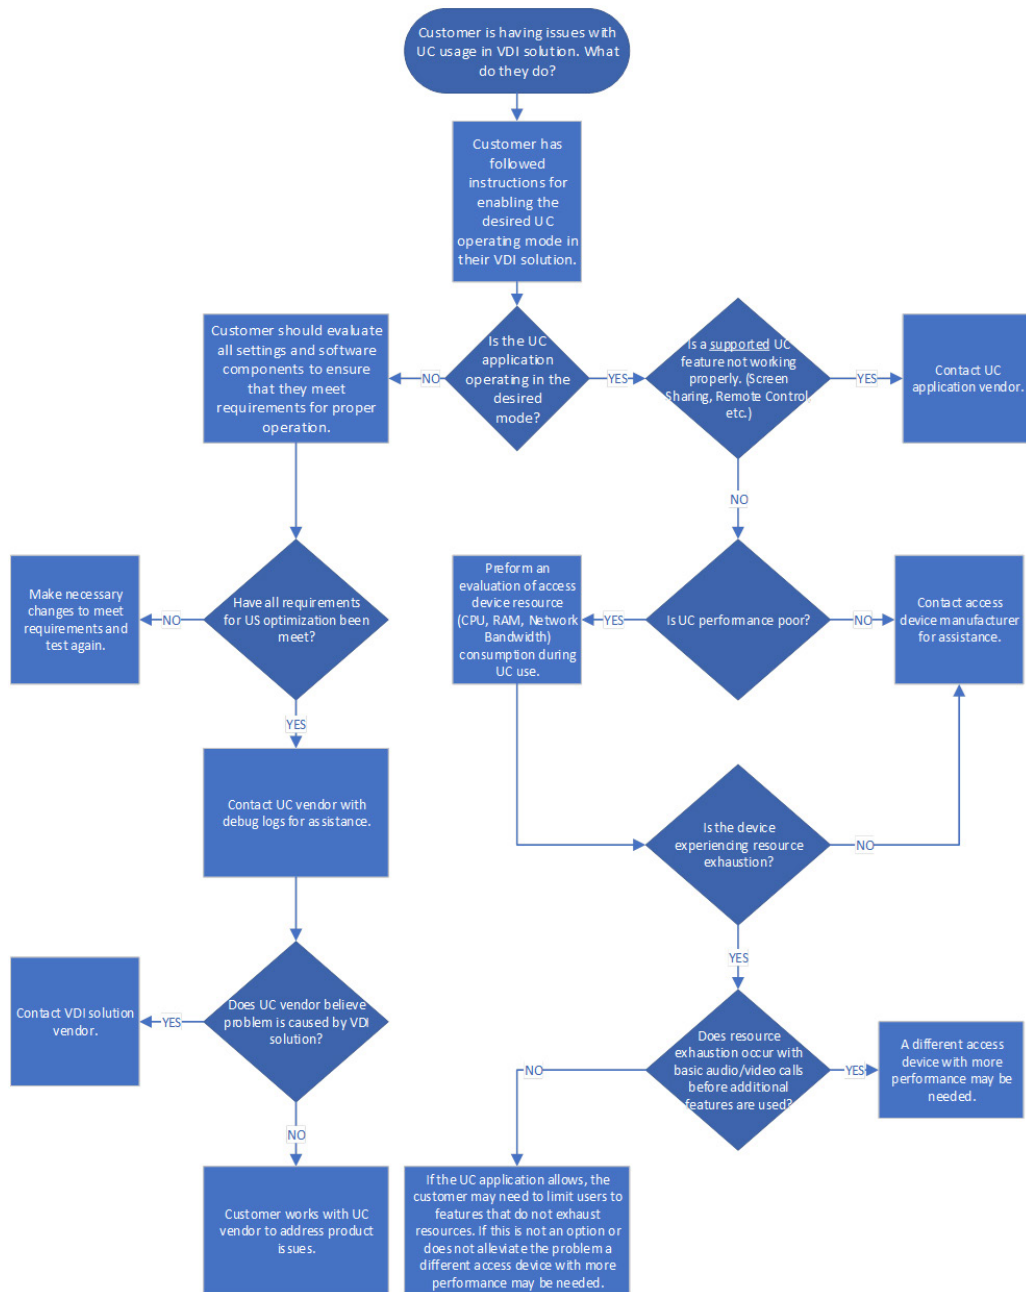 Customer is having issues with
UC usage in VDI solution. What
do they do?
Customer has
followed
instructions for
enabling the
desired UC
operating mode in
their VDI solution.
Customer should evaluate
all settings and software
components to ensure
that they meet
requirements for proper
operation.
NO
Is the UC
application
operating in the
desired
mode?
YES
Is a supported UC
feature not working
properly. (Screen
Sharing, Remote Control,
etc.)
YES
Contact UC
application vendor.
NO
Make necessary
changes to meet
requirements and
test again.
NO
Have all requirements
for US optimization been
meet?
Preform an
evaluation of access
device resource
(CPU, RAM, Network
Bandwidth)
consumption during
UC use.
YES
Is UC performance poor?
NO
Contact access
device manufacturer
for assistance.
YES
Contact UC vendor with
debug logs for assistance.
Is the device
experiencing resource
exhaustion?
NO
YES
Contact VDI solution
vendor.
YES
Does UC vendor believe
problem is caused by VDI
solution?
Does resource
exhaustion occur with
basic audio/video calls
before additional
features are used?
NO
YES
A different access
device with more
performance may be
needed.
NO
Customer works with UC
vendor to address product
issues.
If the UC application allows, the
customer may need to limit users to
features that do not exhaust
resources. If this is not an option or
does not alleviate the problem a
different access device with more
performance may be needed.